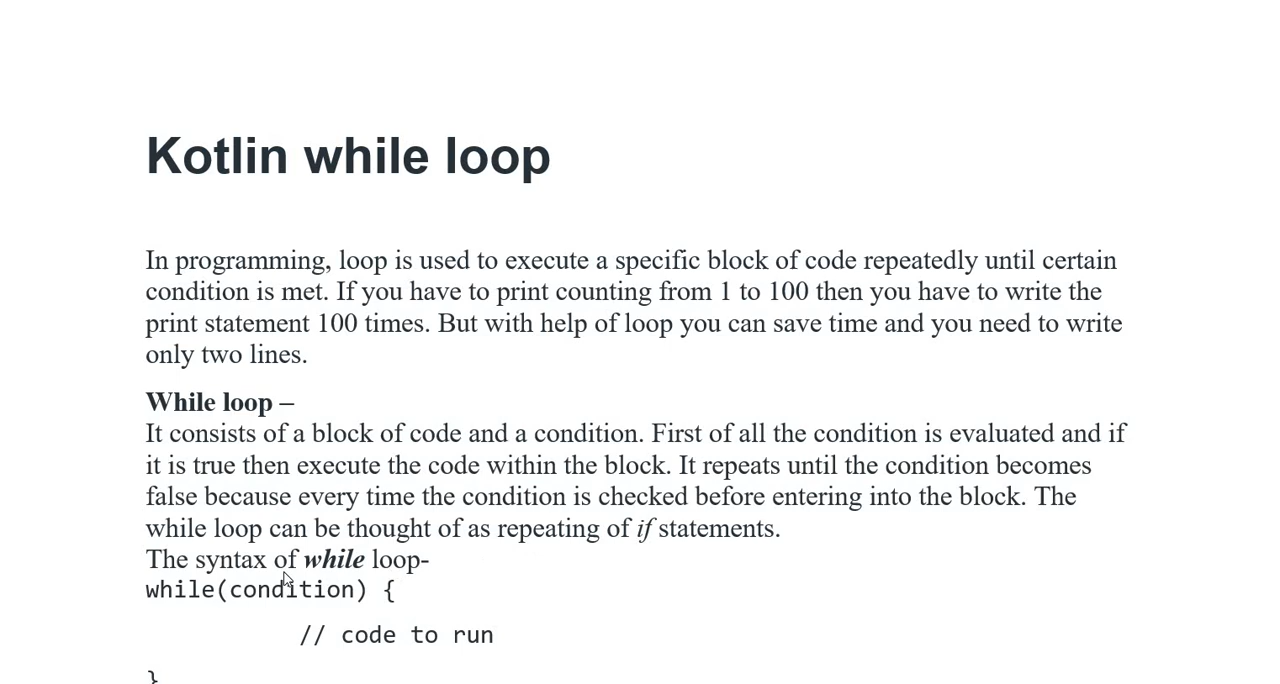 Kotlin while loop
In programming, loop is used to execute a specific block of code repeatedly until certain
condition is met. If you have to print counting from 1 to 100 then you have to write the
print statement 100 times. But with help of loop you can save time and you need to write
only two lines.
While loop –
It consists of a block of code and a condition. First of all the condition is evaluated and if
it is true then execute the code within the block. It repeats until the condition becomes
false because every time the condition is checked before entering into the block. The
while loop can be thought of as repeating of if statements.
The syntax of while loop-
while(condition) {
// code to run
}